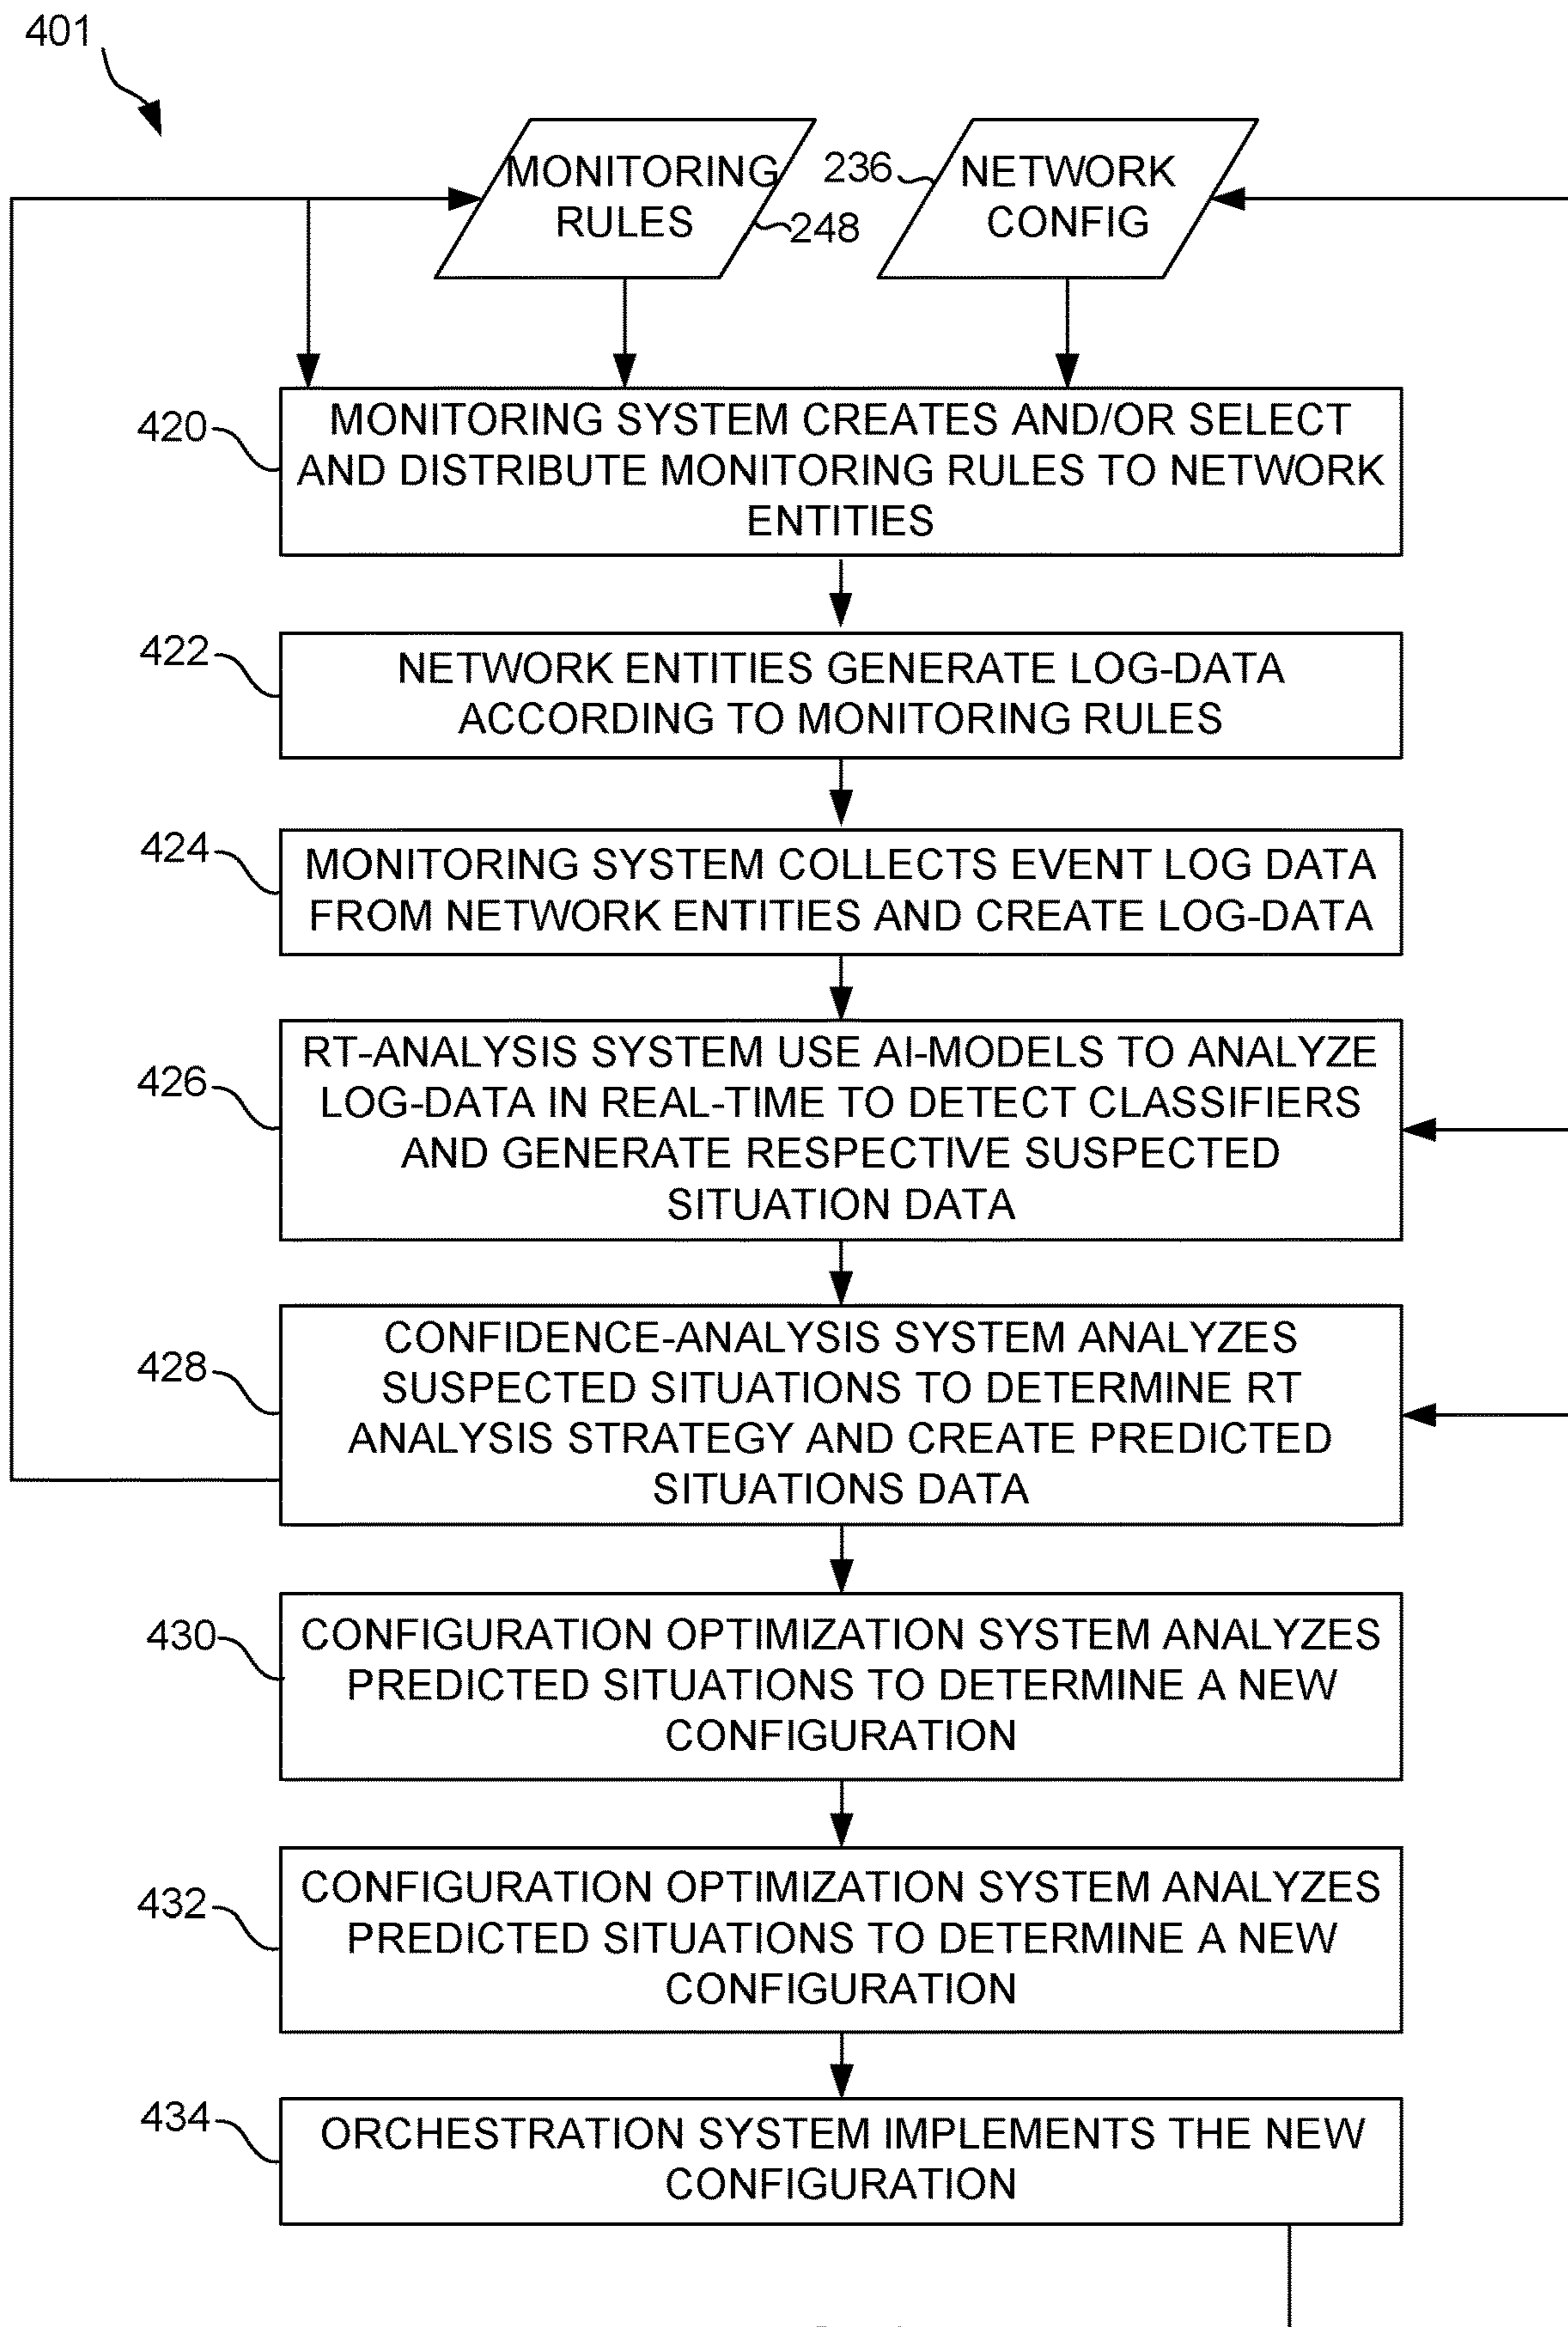 401
MONITORING
RULES
248
236
NETWORK
CONFIG
420
MONITORING SYSTEM CREATES AND/OR SELECT
AND DISTRIBUTE MONITORING RULES TO NETWORK
ENTITIES
422
NETWORK ENTITIES GENERATE LOG-DATA
ACCORDING TO MONITORING RULES
424
MONITORING SYSTEM COLLECTS EVENT LOG DATA
FROM NETWORK ENTITIES AND CREATE LOG-DATA
426
RT-ANALYSIS SYSTEM USE AI-MODELS TO ANALYZE
LOG-DATA IN REAL-TIME TO DETECT CLASSIFIERS
AND GENERATE RESPECTIVE SUSPECTED
SITUATION DATA
428
CONFIDENCE-ANALYSIS SYSTEM ANALYZES
SUSPECTED SITUATIONS TO DETERMINE RT
ANALYSIS STRATEGY AND CREATE PREDICTED
SITUATIONS DATA
430
CONFIGURATION OPTIMIZATION SYSTEM ANALYZES
PREDICTED SITUATIONS TO DETERMINE A NEW
CONFIGURATION
432
CONFIGURATION OPTIMIZATION SYSTEM ANALYZES
PREDICTED SITUATIONS TO DETERMINE A NEW
CONFIGURATION
434
ORCHESTRATION SYSTEM IMPLEMENTS THE NEW
CONFIGURATION